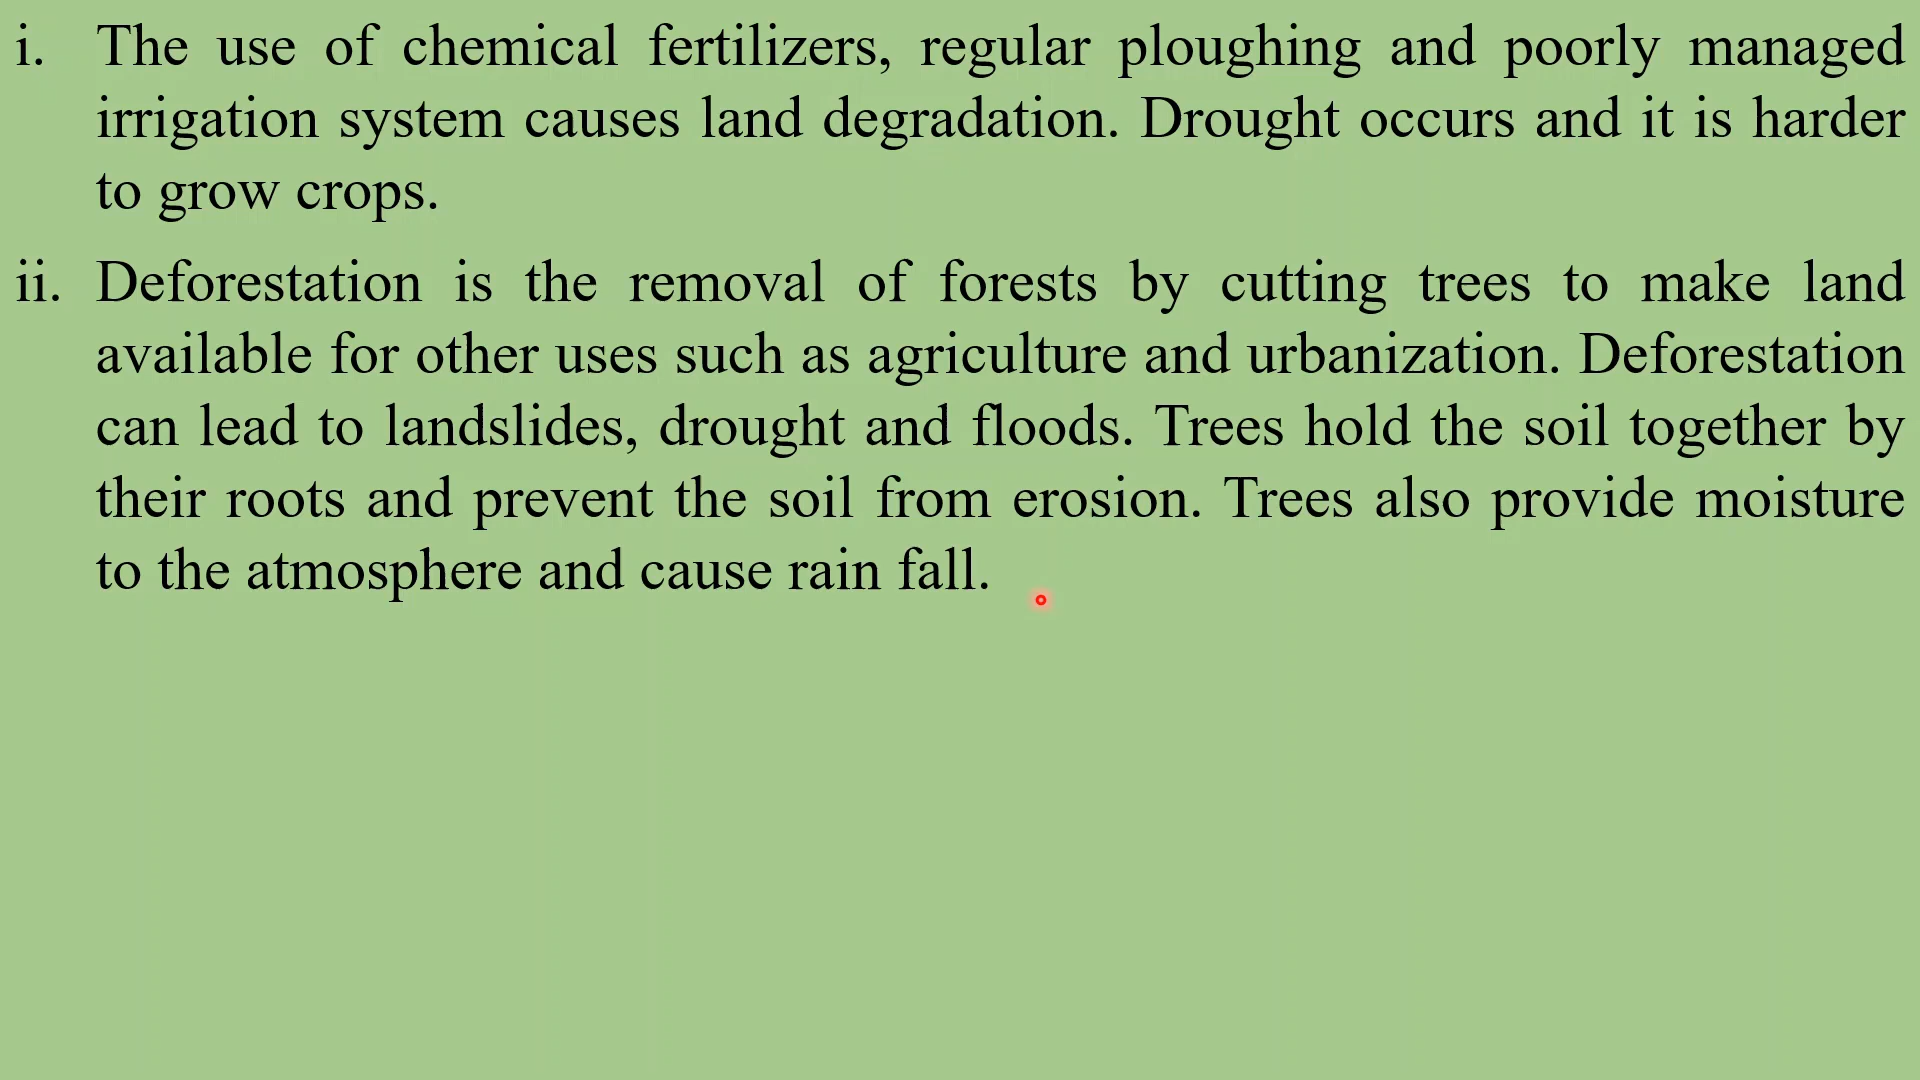 i. The use of chemical fertilizers, regular ploughing and poorly managed
irrigation system causes land degradation. Drought occurs and it is harder
to grow crops.
ii. Deforestation is the removal of forests by cutting trees to make land
available for other uses such as agriculture and urbanization. Deforestation
can lead to landslides, drought and floods. Trees hold the soil together by
their roots and prevent the soil from erosion. Trees also provide moisture
to the atmosphere and cause rain fall.